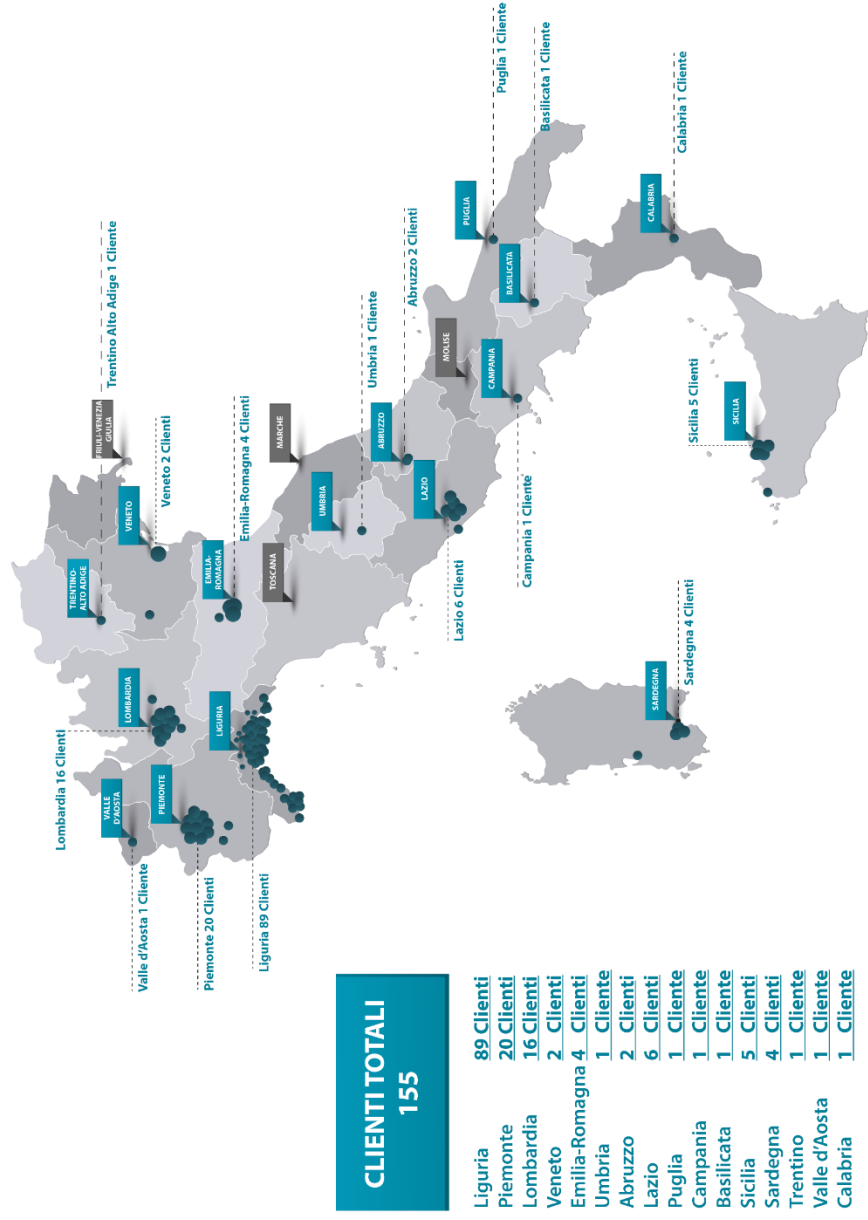 CLIENTI TOTALI
155
Liguria 89 Clienti
Piemonte 20 Clienti
Lombardia 16 Clienti
Veneto 2 Clienti
Emilia-Romagna 4 Clienti
Umbria 1 Cliente
Abruzzo 2 Clienti
Lazio 6 Clienti
Puglia 1 Cliente
Campania 1 Cliente
Basilicata 1 Cliente
Sicilia 5 Clienti
Sardegna 4 Clienti
Trentino 1 Cliente
Valle d'Aosta 1 Cliente
Calabria 1 Cliente
Valle d'Aosta 1 Cliente
Piemonte 20 Clienti
Liguria 89 Clienti
Lombardia 16 Clienti
VALLE
D'AOSTA
PIEMONTE
LOMBARDIA
LIGURIA
TRENTINO-
ALTO ADIGE
VENETO
EMILIA-
ROMAGNA
FRIULI-VENEZIA
GIULIA
TOSCANA
MARCHE
UMBRIA
LAZIO
ABRUZZO
MOLISE
CAMPANIA
BASILICATA
PUGLIA
CALABRIA
SICILIA
SARDEGNA
Trentino Alto Adige 1 Cliente
Veneto 2 Clienti
Emilia-Romagna 4 Clienti
Umbria 1 Cliente
Abruzzo 2 Clienti
Lazio 6 Clienti
Campania 1 Cliente
Puglia 1 Cliente
Basilicata 1 Cliente
Calabria 1 Cliente
Sicilia 5 Clienti
Sardegna 4 Clienti